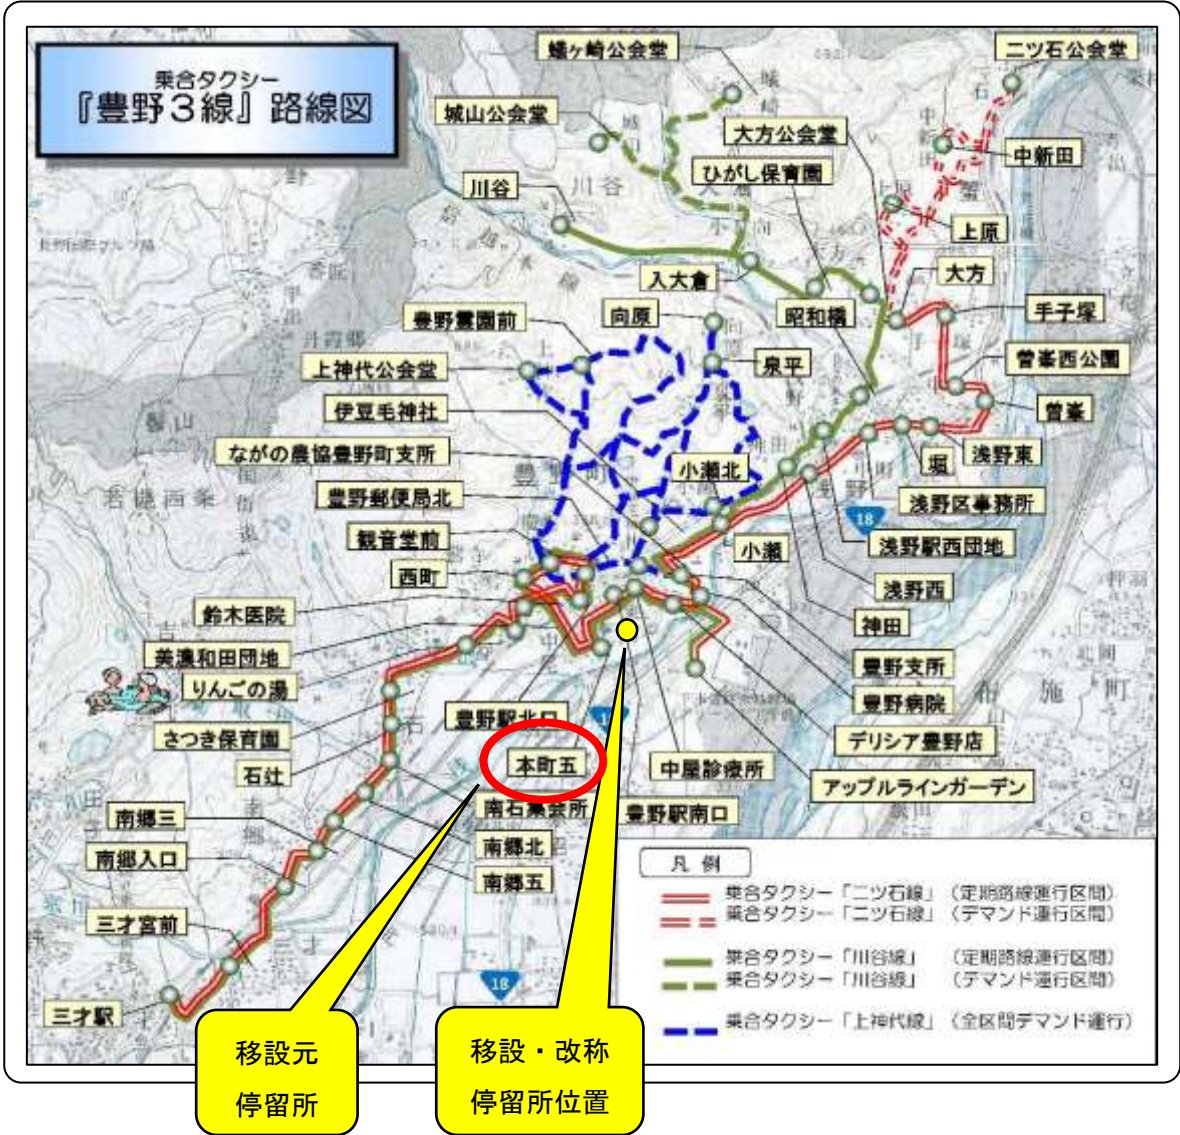 乗合タクシー
『豊野３線』路線図
蟻ヶ崎公会堂
二ツ石公会堂
城山公会堂
大方公会堂
中新田
ひがし保育園
川谷
上原
入大倉
大方
豊野霊園前
向原
昭和橋
手子塚
上神代公会堂
泉平
曽峯西公園
伊豆毛神社
曽峯
ながの農協豊野町支所
小瀬北
堀
浅野東
豊野郵便局北
浅野区事務所
18
観音堂前
小瀬
浅野駅西団地
西町
浅野西
鈴木医院
神田
美濃和田団地
豊野支所
りんごの湯
豊野病院
豊野駅北口
さつき保育園
デリシア豊野店
本町五
中屋診療所
石辻
アップルラインガーデン
南石集会所
豊野駅南口
南郷三
南郷北
南郷入口
南郷五
三才宮前
18
三才駅
凡例
乗合タクシー「二ツ石線」（定期路線運行区間）
乗合タクシー「二ツ石線」（デマンド運行区間）
乗合タクシー「川谷線」（定期路線運行区間）
乗合タクシー「川谷線」（デマンド運行区間）
乗合タクシー「上神代線」（全区間デマンド運行）
移設元
停留所
移設・改称
停留所位置